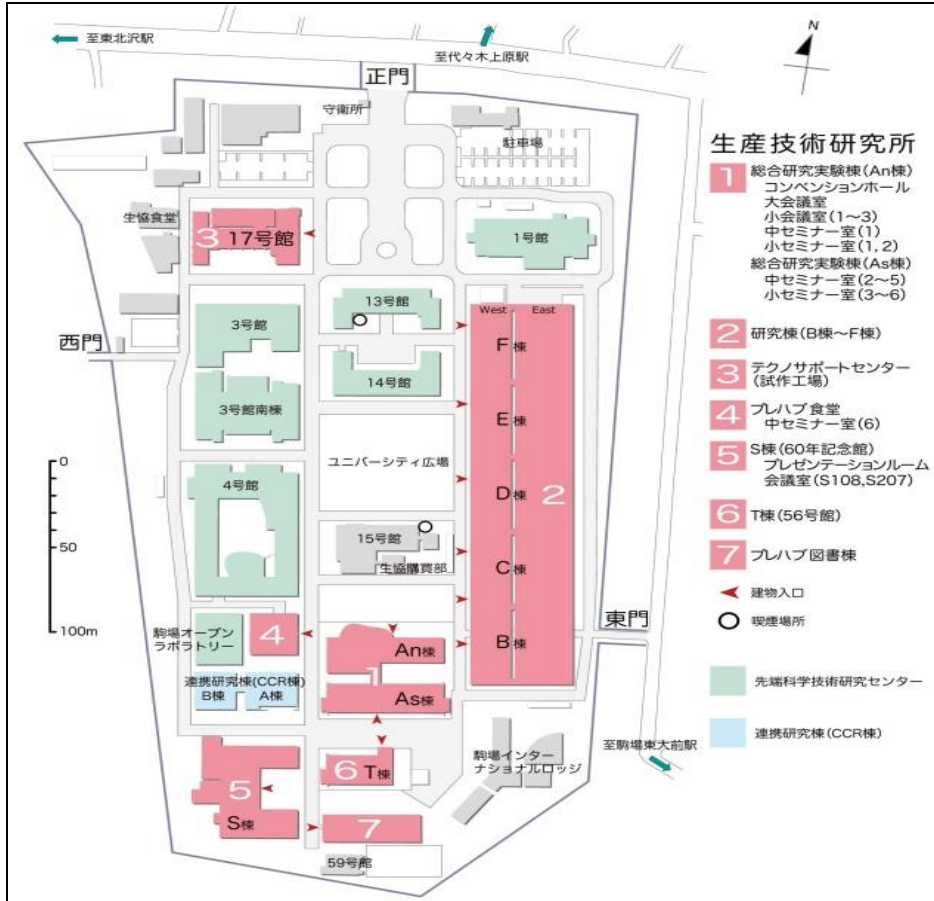 至東北沢駅
至代々木上原駅
N
正門
守衛所
駐車場
生協食堂
3 17号館
1号館
13号館
West East
F棟
3号館
西門
14号館
3号館南棟
E棟
ユニバーシティ広場
4号館
D棟 2
15号館
生協購買部
C棟
0
50
100m
駒場オープン
ラボラトリー
4
An棟
1
As棟
B棟
東門
連携研究棟(CCR棟)
B棟 A棟
5
S棟
6 T棟
7
59号館
駒場インター
ナショナルロッジ
至駒場東大前駅
生産技術研究所
1 総合研究実験棟(An棟)
コンベンションホール
大会議室
小会議室(1〜3)
中セミナー室(1)
小セミナー室(1, 2)
総合研究実験棟(As棟)
中セミナー室(2〜5)
小セミナー室(3〜6)
2 研究棟(B棟〜F棟)
3 テクノサポートセンター
(試作工場)
4 プレハブ食堂
中セミナー室(6)
5 S棟(60年記念館)
プレゼンテーションルーム
会議室(S108,S207)
6 T棟(56号館)
7 プレハブ図書棟
建物入口
喫煙場所
先端科学技術研究センター
連携研究棟(CCR棟)